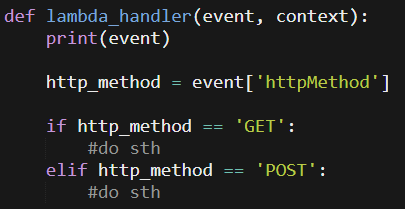 def lambda_handler(event, context):
    print(event)

    http_method = event['httpMethod']

    if http_method == 'GET':
        #do sth
    elif http_method == 'POST':
        #do sth